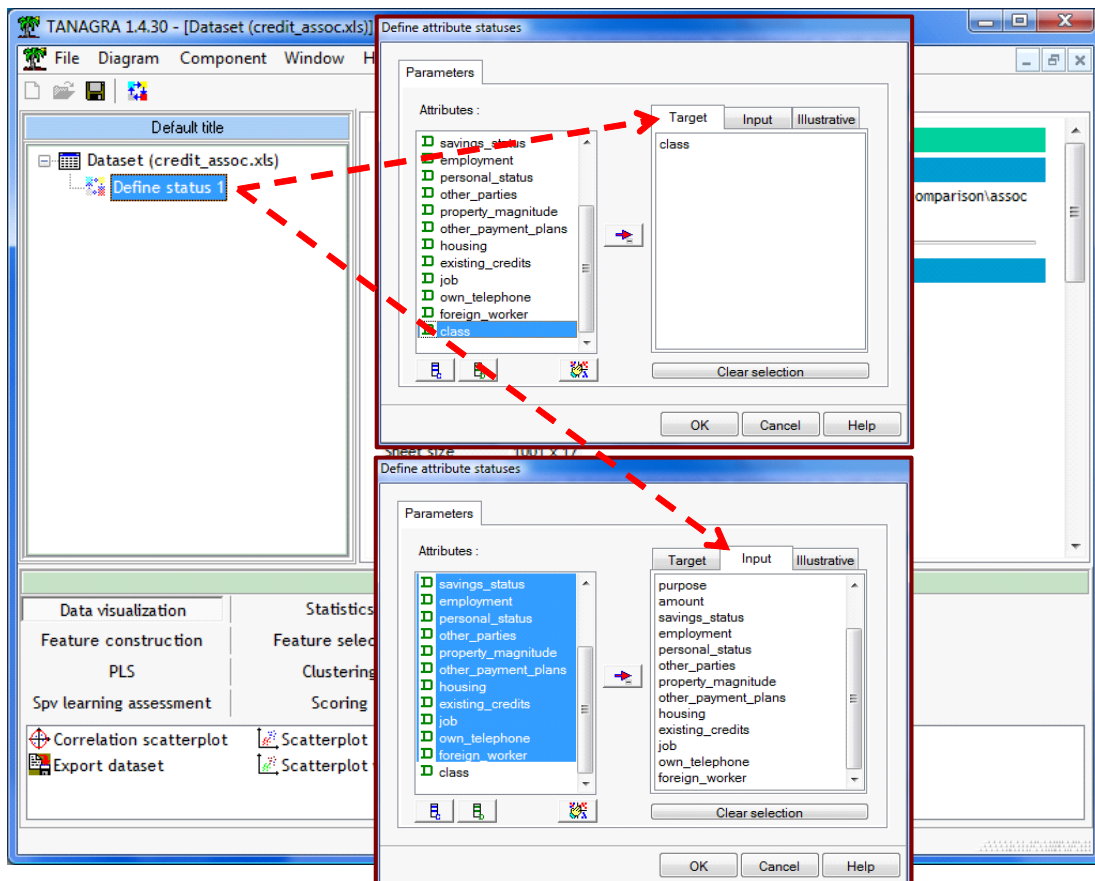 TANAGRA 1.4.30 - [Dataset (credit_assoc.xls)]
File Diagram Component Window H
Default title
Dataset (credit_assoc.xls)
Define status 1
omparison\assoc
Sheet size 1001 x 17
Define attribute statuses
Parameters
Attributes :
savings_status
employment
personal_status
other_parties
property_magnitude
other_payment_plans
housing
existing_credits
job
own_telephone
foreign_worker
class
Target Input Illustrative
class
Clear selection
OK Cancel Help
Define attribute statuses
Parameters
Attributes :
savings_status
employment
personal_status
other_parties
property_magnitude
other_payment_plans
housing
existing_credits
job
own_telephone
foreign_worker
class
Target Input Illustrative
purpose
amount
savings_status
employment
personal_status
other_parties
property_magnitude
other_payment_plans
housing
existing_credits
job
own_telephone
foreign_worker
Clear selection
OK Cancel Help
Data visualization Statistics
Feature construction Feature selec
PLS Clustering
Spv learning assessment Scoring
Correlation scatterplot Scatterplot
Export dataset Scatterplot